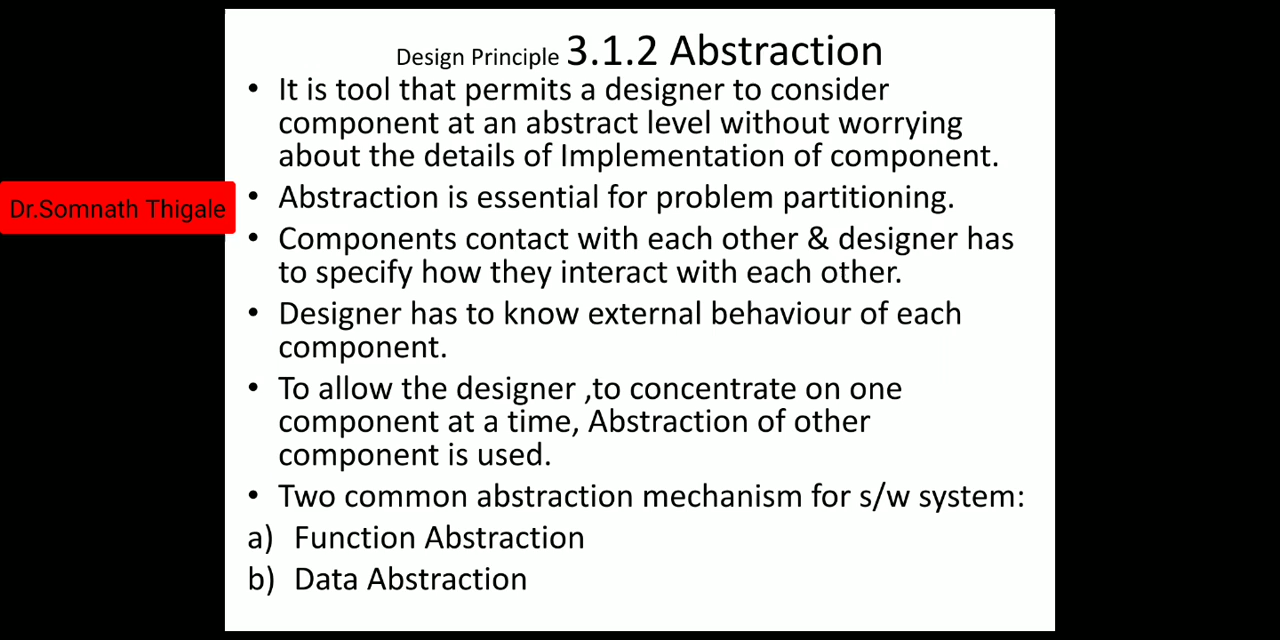 Design Principle 3.1.2 Abstraction
• It is tool that permits a designer to consider
component at an abstract level without worrying
about the details of Implementation of component.
• Abstraction is essential for problem partitioning.
Dr.Somnath Thigale
• Components contact with each other & designer has
to specify how they interact with each other.
• Designer has to know external behaviour of each
component.
• To allow the designer ,to concentrate on one
component at a time, Abstraction of other
component is used.
• Two common abstraction mechanism for s/w system:
a) Function Abstraction
b) Data Abstraction